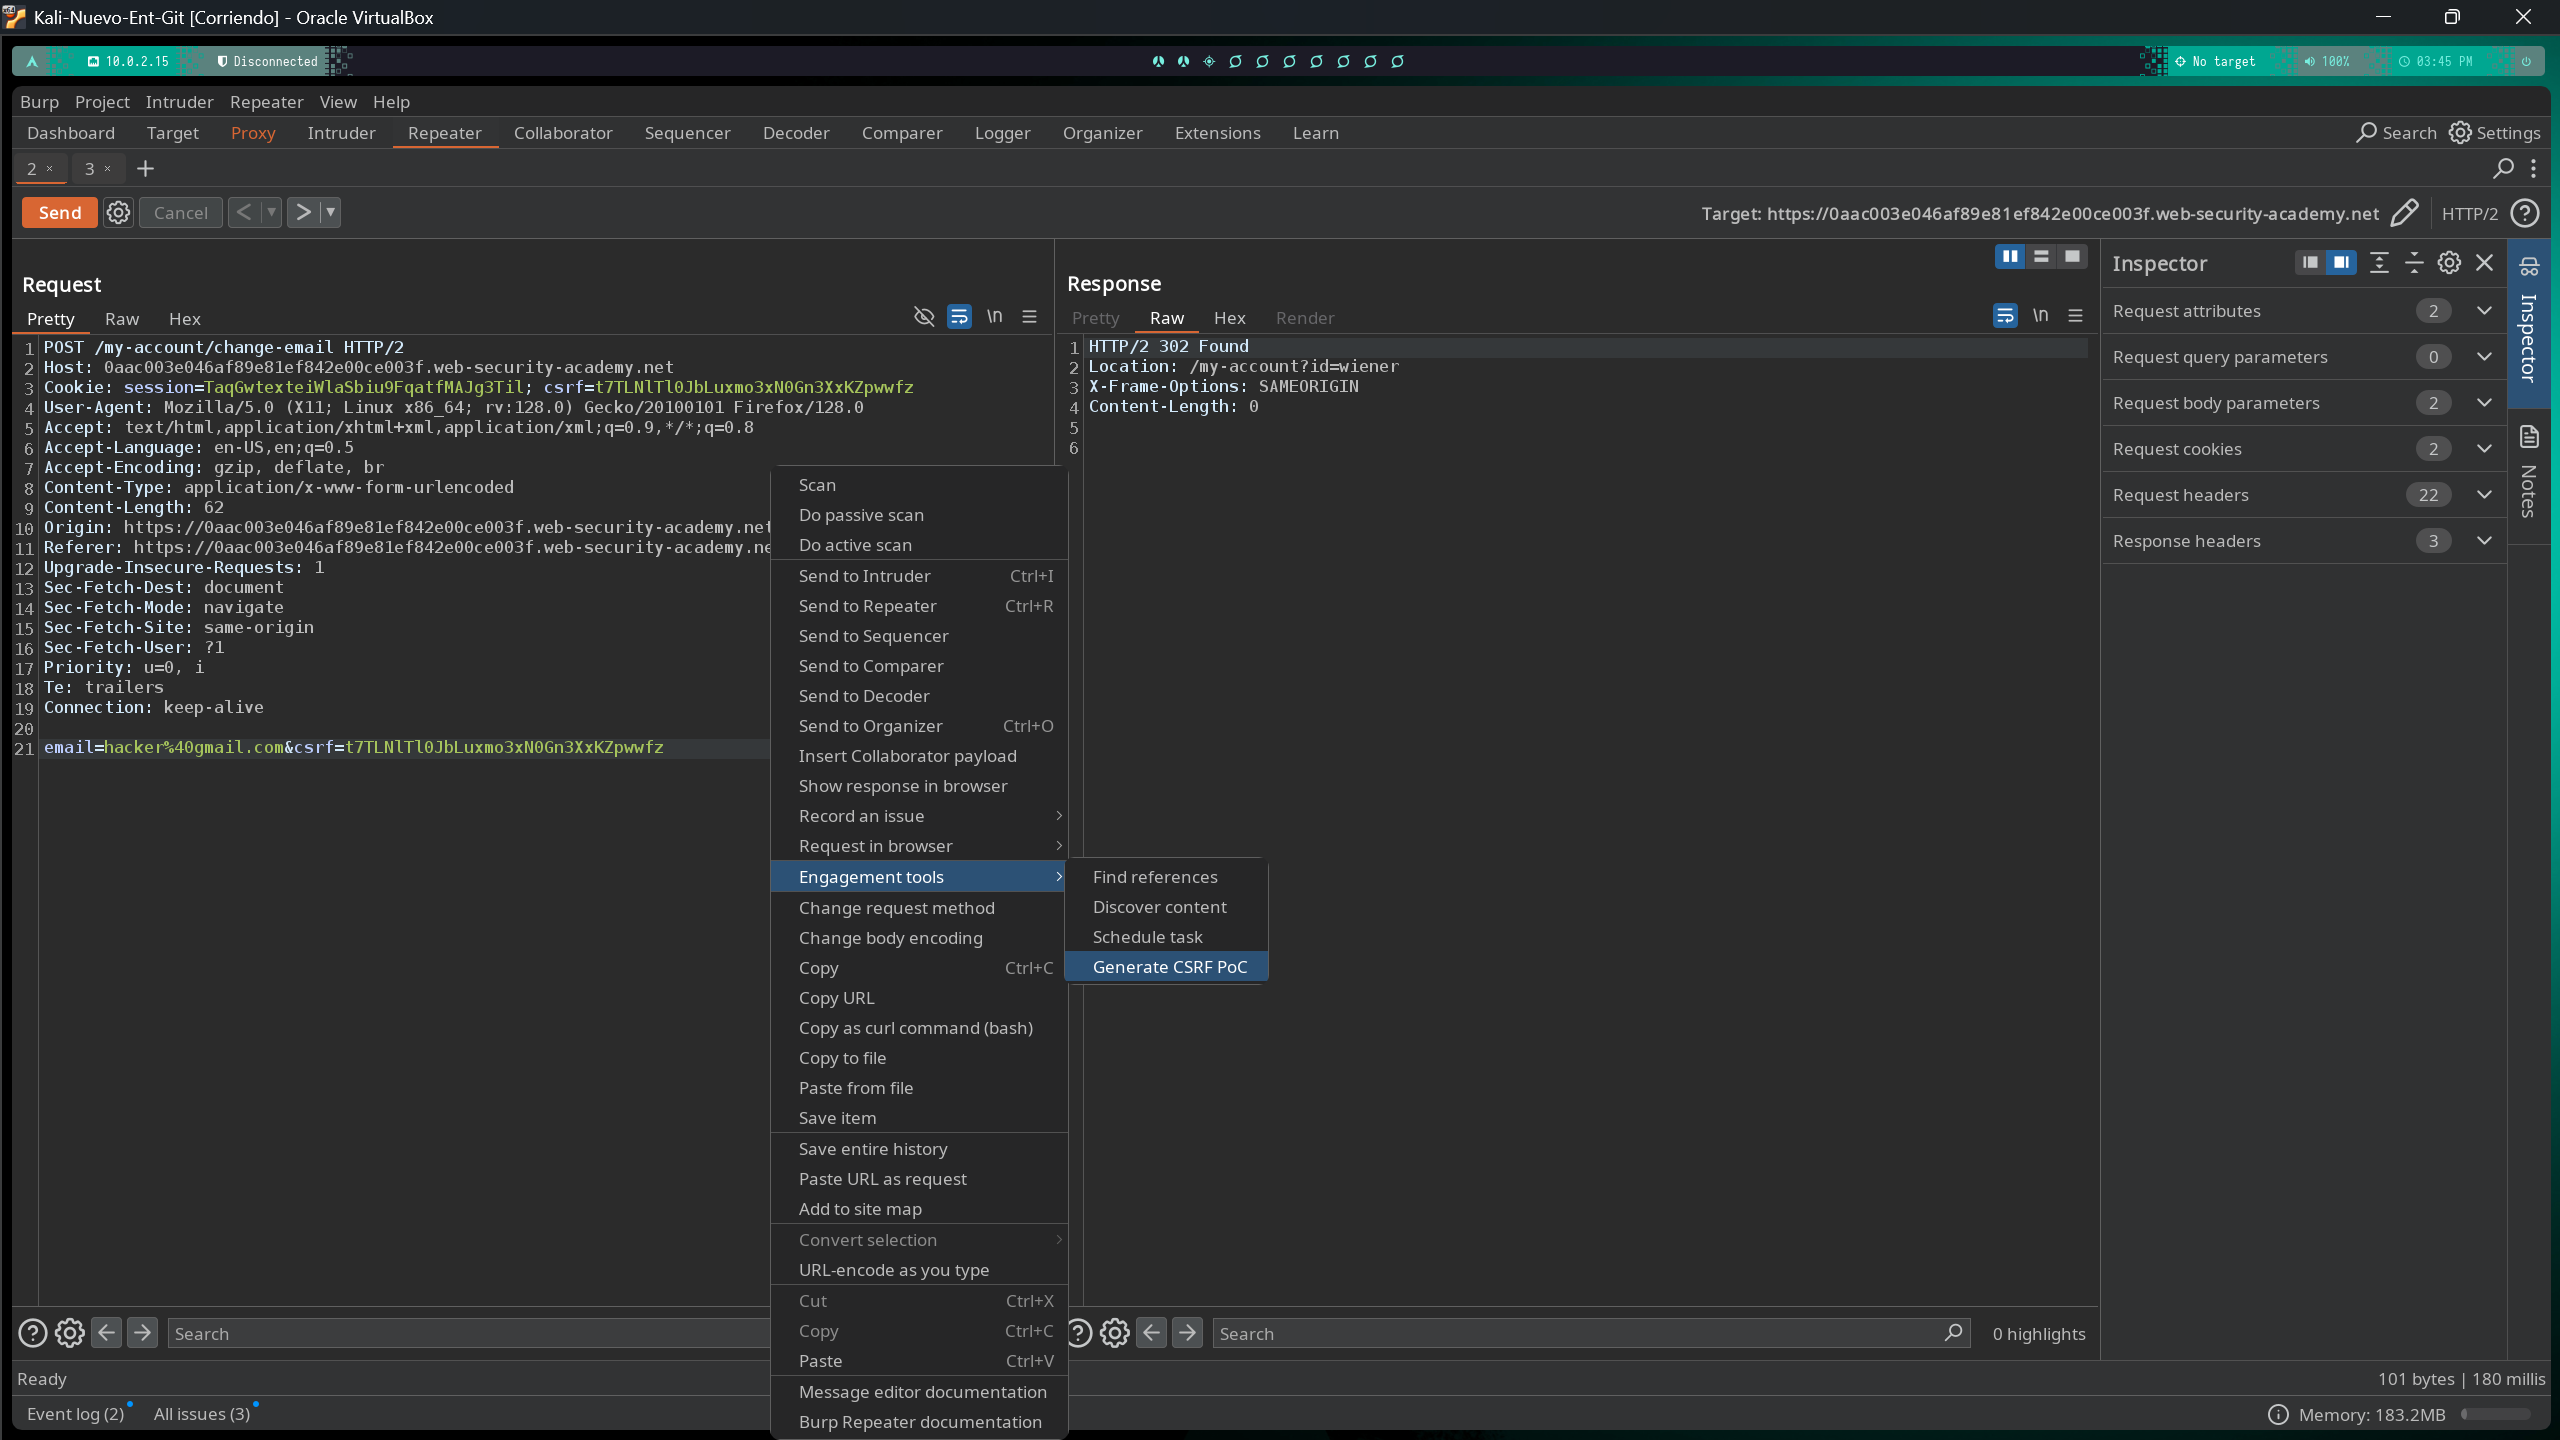 Kali-Nuevo-Ent-Git [Corriendo] - Oracle VirtualBox
10.0.2.15 Disconnected No target 100% 03:45 PM
Burp Project Intruder Repeater View Help
Dashboard Target Proxy Intruder Repeater Collaborator Sequencer Decoder Comparer Logger Organizer Extensions Learn Search Settings
2 × 3 × +
Send Cancel < > Target: https://0aac003e046af89e81ef842e00ce003f.web-security-academy.net HTTP/2
Request
Pretty Raw Hex \n
1 POST /my-account/change-email HTTP/2
2 Host: 0aac003e046af89e81ef842e00ce003f.web-security-academy.net
3 Cookie: session=TaqGwtexteiWlaSbiu9FqatfMAJg3Til; csrf=t7TLNlTl0JbLuxmo3xN0Gn3XxKZpwwfz
4 User-Agent: Mozilla/5.0 (X11; Linux x86_64; rv:128.0) Gecko/20100101 Firefox/128.0
5 Accept: text/html,application/xhtml+xml,application/xml;q=0.9,*/*;q=0.8
6 Accept-Language: en-US,en;q=0.5
7 Accept-Encoding: gzip, deflate, br
8 Content-Type: application/x-www-form-urlencoded
9 Content-Length: 62
10 Origin: https://0aac003e046af89e81ef842e00ce003f.web-security-academy.net
11 Referer: https://0aac003e046af89e81ef842e00ce003f.web-security-academy.ne
12 Upgrade-Insecure-Requests: 1
13 Sec-Fetch-Dest: document
14 Sec-Fetch-Mode: navigate
15 Sec-Fetch-Site: same-origin
16 Sec-Fetch-User: ?1
17 Priority: u=0, i
18 Te: trailers
19 Connection: keep-alive
20
21 email=hacker%40gmail.com&csrf=t7TLNlTl0JbLuxmo3xN0Gn3XxKZpwwfz
Scan
Do passive scan
Do active scan
Send to Intruder Ctrl+I
Send to Repeater Ctrl+R
Send to Sequencer
Send to Comparer
Send to Decoder
Send to Organizer Ctrl+O
Insert Collaborator payload
Show response in browser
Record an issue
Request in browser
Engagement tools
Change request method
Change body encoding
Copy Ctrl+C
Copy URL
Copy as curl command (bash)
Copy to file
Paste from file
Save item
Save entire history
Paste URL as request
Add to site map
Convert selection
URL-encode as you type
Cut Ctrl+X
Copy Ctrl+C
Paste Ctrl+V
Message editor documentation
Burp Repeater documentation
Find references
Discover content
Schedule task
Generate CSRF PoC
Response
Pretty Raw Hex Render \n
1 HTTP/2 302 Found
2 Location: /my-account?id=wiener
3 X-Frame-Options: SAMEORIGIN
4 Content-Length: 0
5
6
Inspector
Request attributes 2
Request query parameters 0
Request body parameters 2
Request cookies 2
Request headers 22
Response headers 3
Inspector
Notes
Search
Search 0 highlights
Ready 101 bytes | 180 millis
Event log (2) All issues (3) Memory: 183.2MB